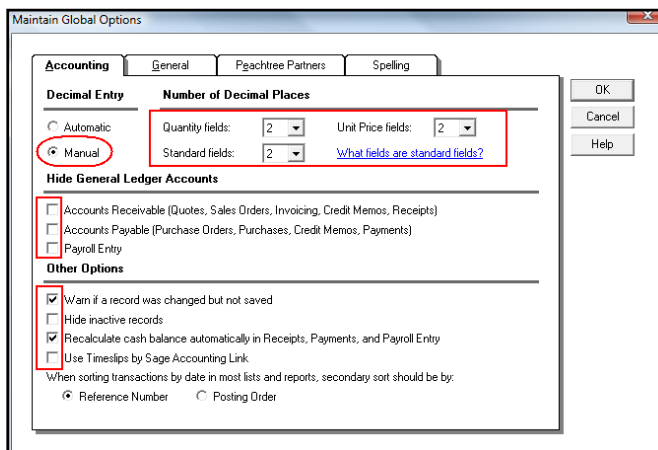 Maintain Global Options
Accounting General Peachtree Partners Spelling
OK
Cancel
Help
Decimal Entry Number of Decimal Places
Automatic Quantity fields: 2 Unit Price fields: 2
Manual Standard fields: 2 What fields are standard fields?
Hide General Ledger Accounts
Accounts Receivable (Quotes, Sales Orders, Invoicing, Credit Memos, Receipts)
Accounts Payable (Purchase Orders, Purchases, Credit Memos, Payments)
Payroll Entry
Other Options
Warn if a record was changed but not saved
Hide inactive records
Recalculate cash balance automatically in Receipts, Payments, and Payroll Entry
Use Timeslips by Sage Accounting Link
When sorting transactions by date in most lists and reports, secondary sort should be by:
Reference Number Posting Order